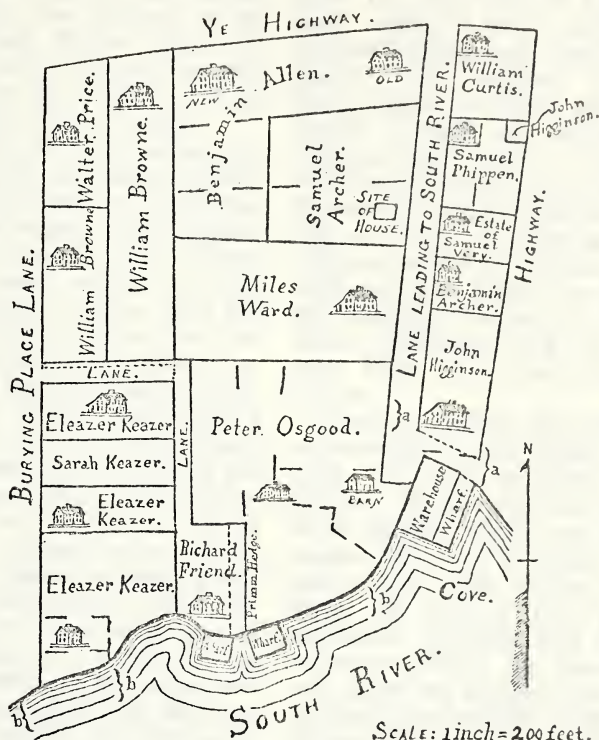 YE HIGHWAY.
Walter Price.
William Browne.
NEW
Allen.
OLD
Benjamin
Samuel
Archer.
SITE
OF
HOUSE.
William
Curtis.
John
Higginson.
Samuel
Phippen.
Estate
of
Samuel
Very.
Benjamin
Archer.
John
Higginson.
LANE LEADING TO SOUTH RIVER.
HIGHWAY.
BURYING PLACE LANE.
William Browne
Miles
Ward.
LANE.
Eleazer Keazer
Sarah Keazer.
Eleazer
Keazer.
Eleazer Keazer.
LANE.
Peter Osgood.
BARN
Richard
Friend.
Primm Hedge.
Warehouse
Wharf.
Wharf.
a
a
N
b
b
b
COVE.
SOUTH RIVER.
SCALE: 1 inch = 200 feet.